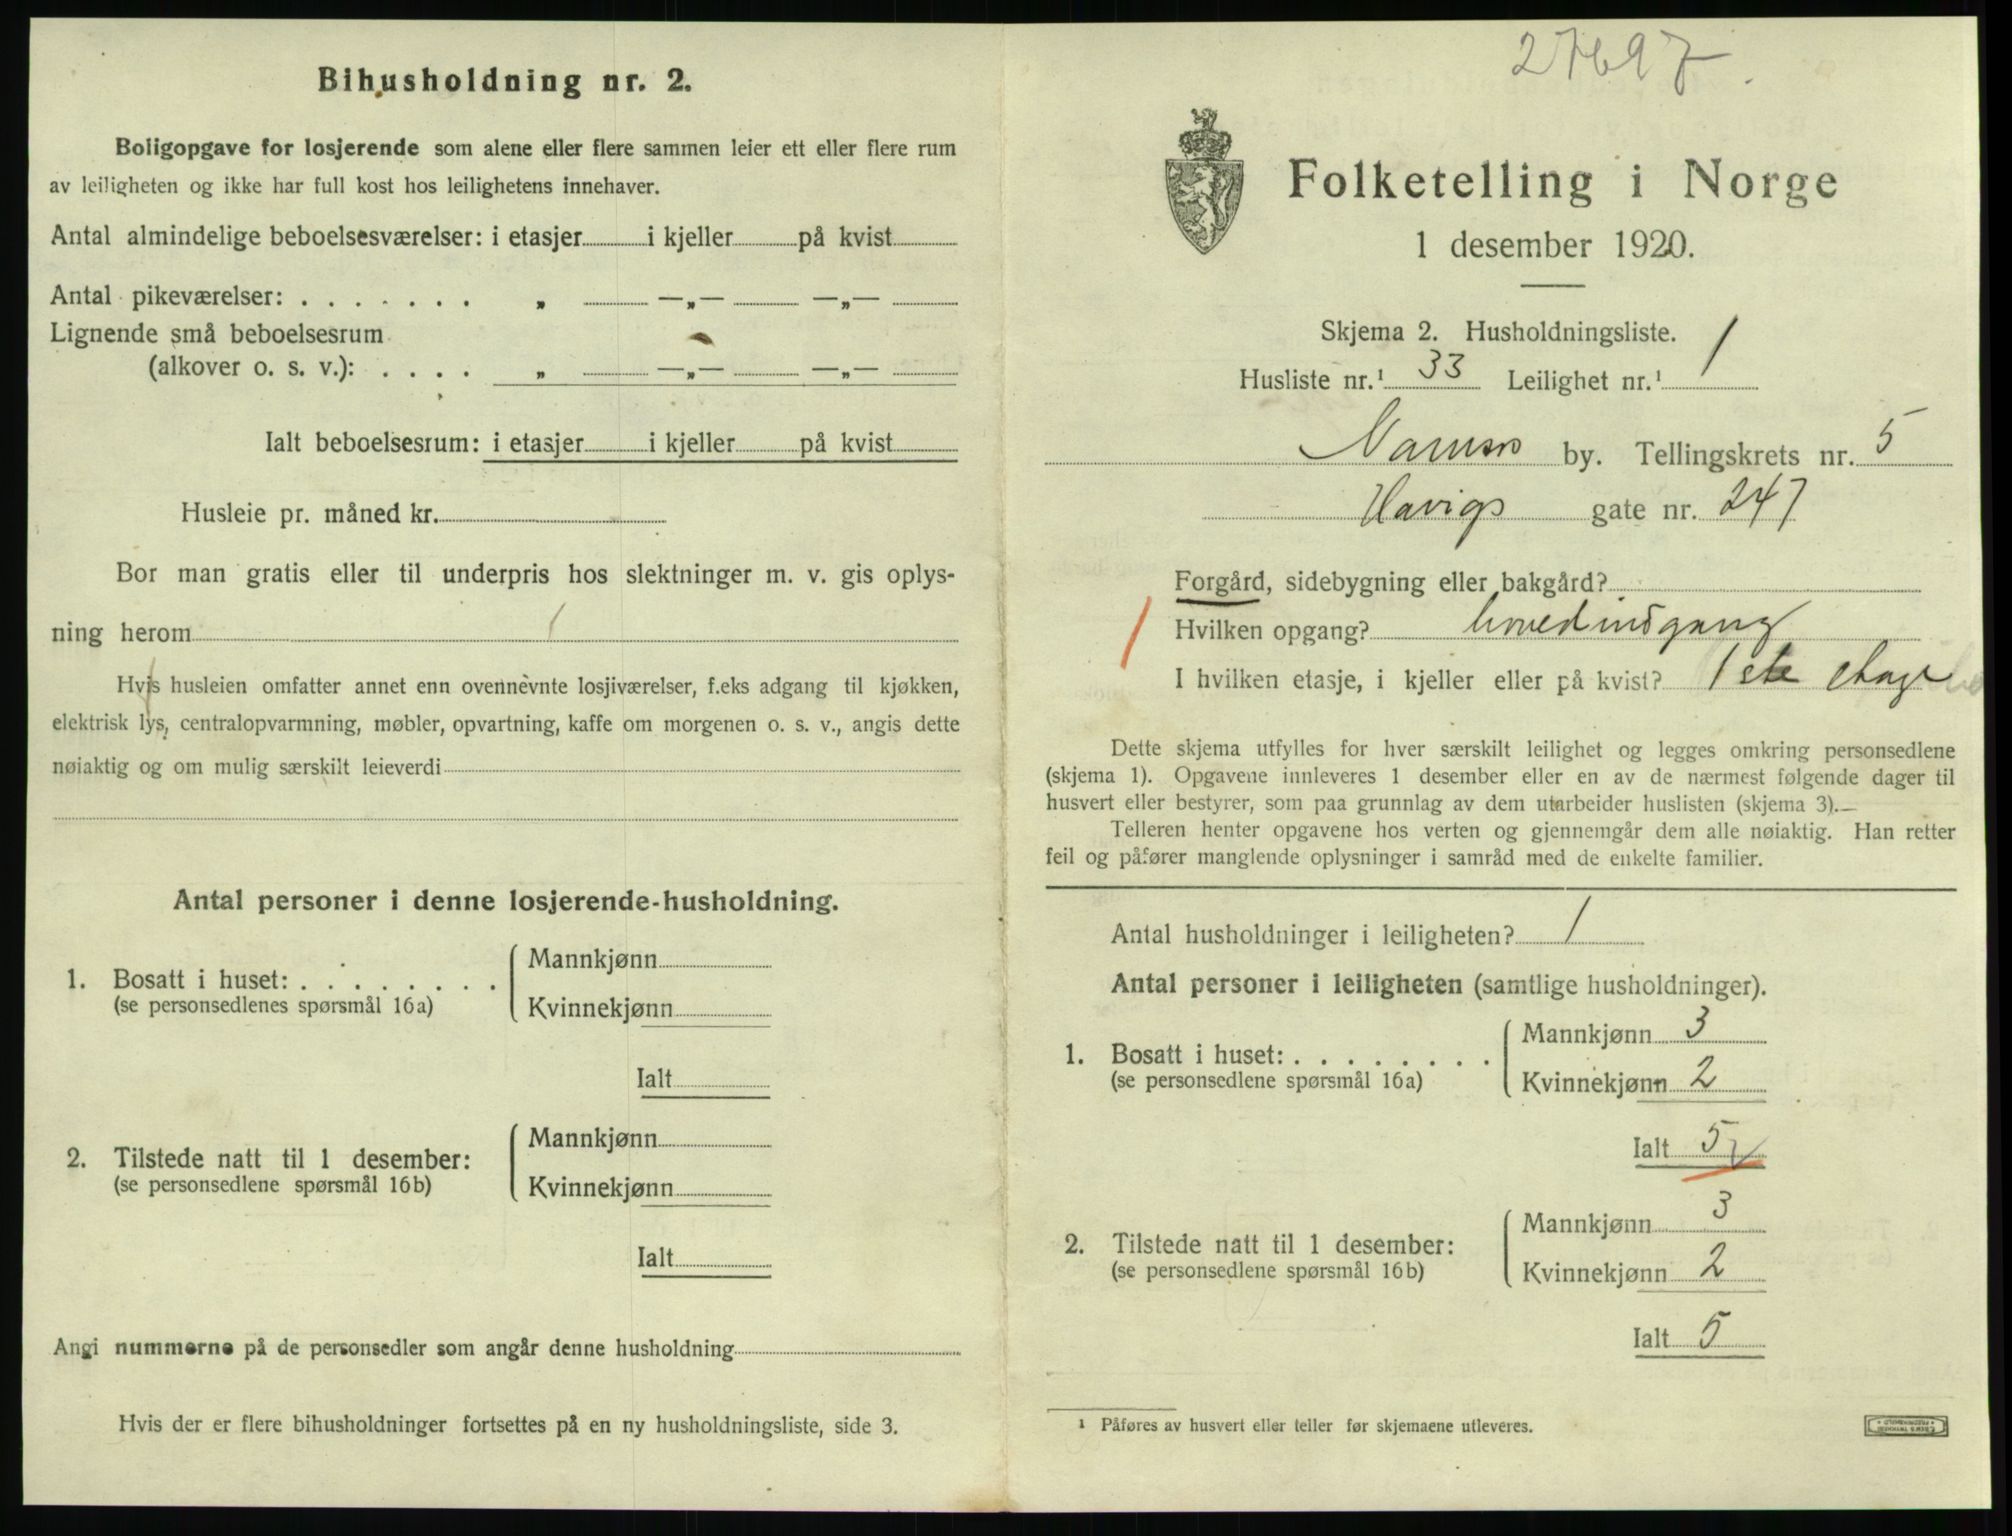 Bihusholdning nr. 2.
Boligopgave for losjerende som alene eller flere sammen leier ett eller flere rum
av leiligheten og ikke har full kost hos leilighetens innehaver.
Antal almindelige beboelsesværelser: i etasjer i kjeller på kvist
Antal pikeværelser: . . . . . . . „ —„— —„—
Lignende små beboelsesrum
(alkover o. s. v.): . . . . „ —„— —„—
Ialt beboelsesrum: i etasjer i kjeller på kvist
Husleie pr. måned kr.
Bor man gratis eller til underpris hos slektninger m. v. gis oplys-
ning herom
Hvis husleien omfatter annet enn ovennevnte losjiværelser, f.eks adgang til kjøkken,
elektrisk lys, centralopvarmning, møbler, opvartning, kaffe om morgenen o. s. v., angis dette
nøiaktig og om mulig særskilt leieverdi
Antal personer i denne losjerende-husholdning.
1. Bosatt i huset: . . . . . . . .
(se personsedlenes spørsmål 16a)
Mannkjønn
Kvinnekjønn
Ialt
2. Tilstede natt til 1 desember:
(se personsedlene spørsmål 16b)
Mannkjønn
Kvinnekjønn
Ialt
Angi nummerne på de personsedler som angår denne husholdning
Hvis der er flere bihusholdninger fortsettes på en ny husholdningsliste, side 3.
27697
Folketelling i Norge
1 desember 1920.
Skjema 2. Husholdningsliste.
Husliste nr.¹ 33 Leilighet nr.¹ 1
Namsos by. Tellingskrets nr. 5
Havigs gate nr. 247
Forgård, sidebygning eller bakgård?
Hvilken opgang? hovedindgang
I hvilken etasje, i kjeller eller på kvist? 1ste etage
Dette skjema utfylles for hver særskilt leilighet og legges omkring personsedlene
(skjema 1). Opgavene innleveres 1 desember eller en av de nærmest følgende dager til
husvert eller bestyrer, som paa grunnlag av dem utarbeider huslisten (skjema 3).—
Telleren henter opgavene hos verten og gjennemgår dem alle nøiaktig. Han retter
feil og påfører manglende oplysninger i samråd med de enkelte familier.
Antal husholdninger i leiligheten? 1
Antal personer i leiligheten (samtlige husholdninger).
1. Bosatt i huset: . . . . . . . .
(se personsedlene spørsmål 16a)
Mannkjønn 3
Kvinnekjønn 2
Ialt 5
2. Tilstede natt til 1 desember:
(se personsedlene spørsmål 16b)
Mannkjønn 3
Kvinnekjønn 2
Ialt 5
¹ Påføres av husvert eller teller før skjemaene utleveres.